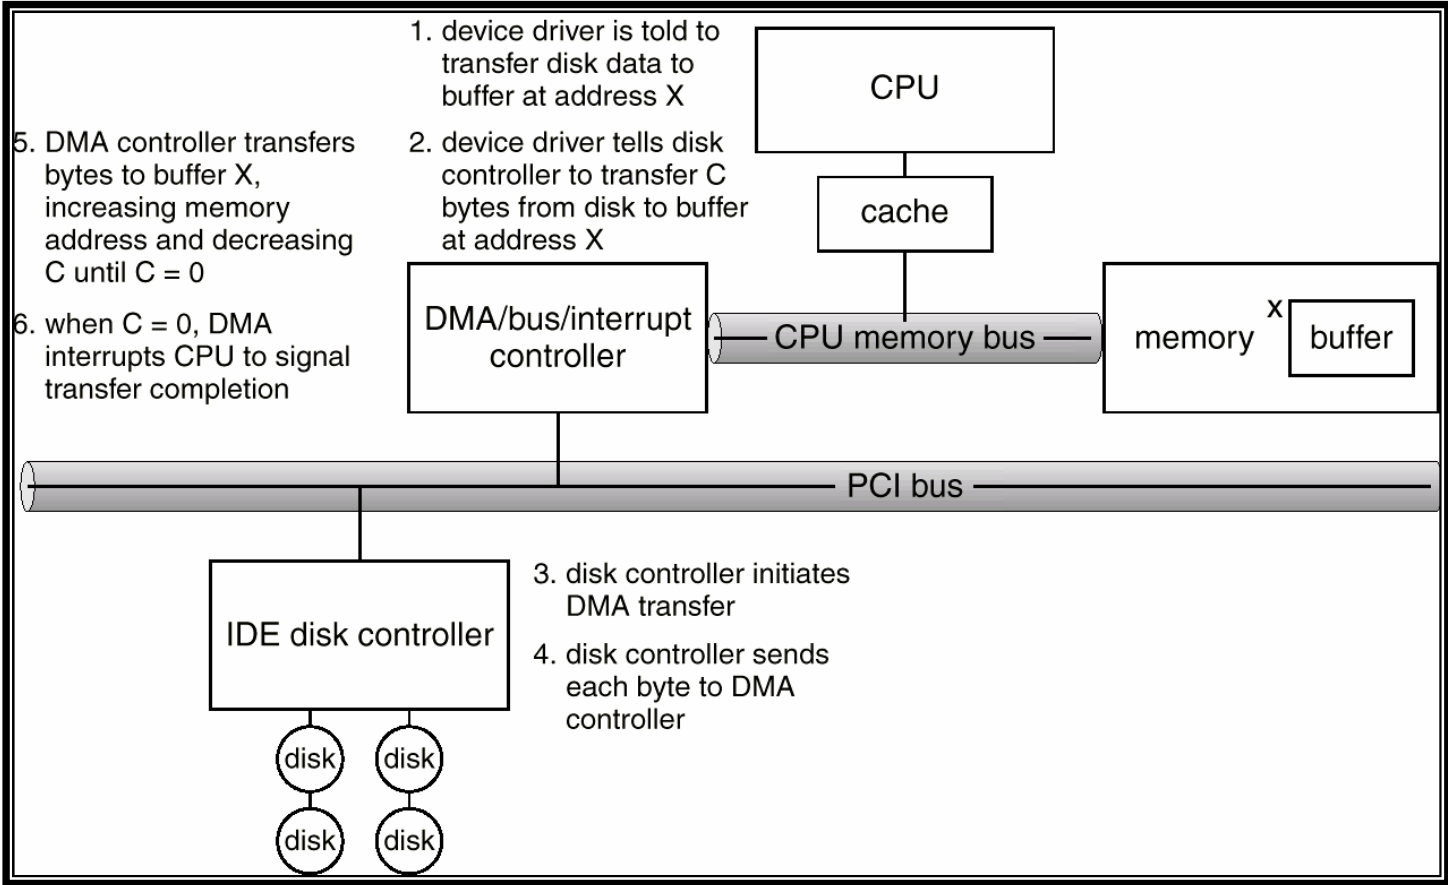 1. device driver is told to
transfer disk data to
buffer at address X
2. device driver tells disk
controller to transfer C
bytes from disk to buffer
at address X
CPU
cache
5. DMA controller transfers
bytes to buffer X,
increasing memory
address and decreasing
C until C = 0
6. when C = 0, DMA
interrupts CPU to signal
transfer completion
DMA/bus/interrupt
controller
CPU memory bus
memory
X
buffer
PCI bus
IDE disk controller
3. disk controller initiates
DMA transfer
4. disk controller sends
each byte to DMA
controller
disk
disk
disk
disk